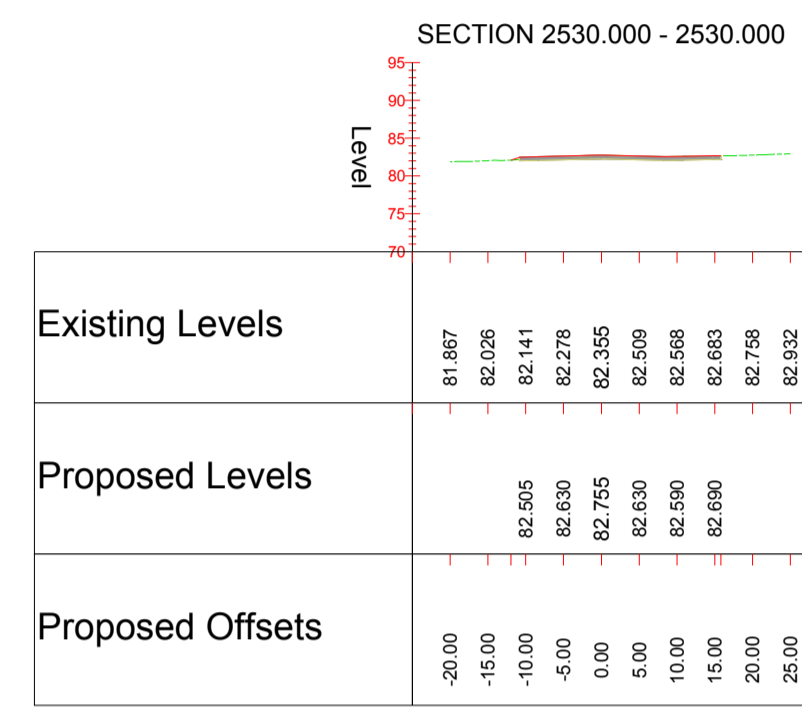 SECTION 2530.000 - 2530.000
Level
95
90
85
80
75
70
Existing Levels
81.867 82.026 82.141 82.278 82.355 82.509 82.568 82.683 82.758 82.932
Proposed Levels
82.505 82.630 82.755 82.630 82.590 82.690
Proposed Offsets
-20.00 -15.00 -10.00 -5.00 0.00 5.00 10.00 15.00 20.00 25.00